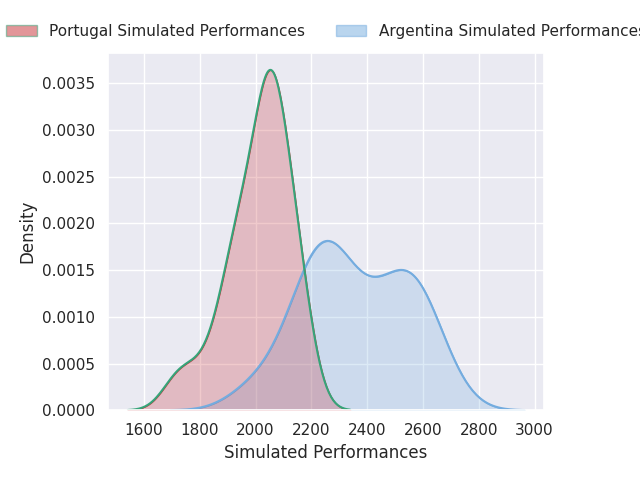 Portugal Simulated Performances
Argentina Simulated Performances
0.0035
0.0030
0.0025
0.0020
0.0015
0.0010
0.0005
0.0000
Density
1600 1800 2000 2200 2400 2600 2800 3000
Simulated Performances